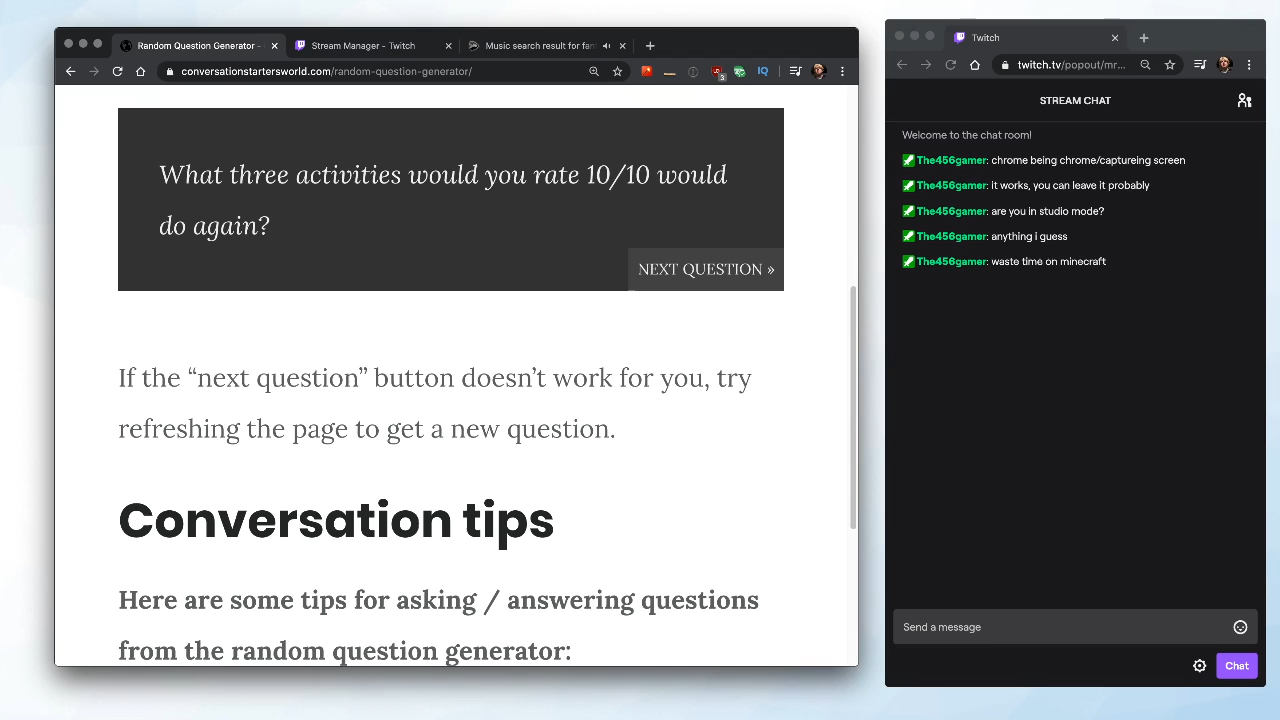 Random Question Generator -
Stream Manager - Twitch
Music search result for fan
conversationstartersworld.com/random-question-generator/
3
IQ
What three activities would you rate 10/10 would
do again?
NEXT QUESTION »
If the “next question” button doesn’t work for you, try
refreshing the page to get a new question.
Conversation tips
Here are some tips for asking / answering questions
from the random question generator:
Twitch
twitch.tv/popout/mr...
STREAM CHAT
Welcome to the chat room!
The456gamer: chrome being chrome/captureing screen
The456gamer: it works, you can leave it probably
The456gamer: are you in studio mode?
The456gamer: anything i guess
The456gamer: waste time on minecraft
Send a message
Chat